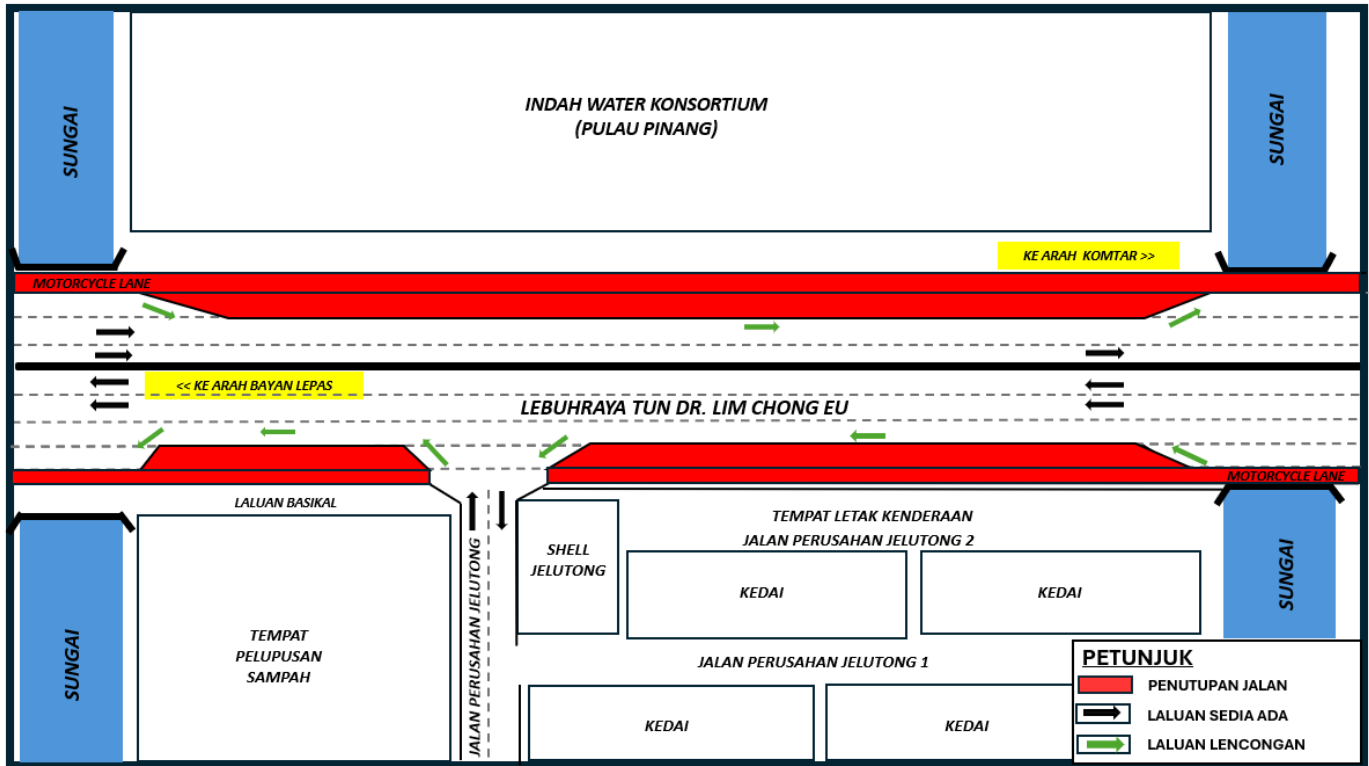 SUNGAI
INDAH WATER KONSORTIUM
(PULAU PINANG)
SUNGAI
KE ARAH KOMTAR >>
MOTORCYCLE LANE
<< KE ARAH BAYAN LEPAS
LEBUHRAYA TUN DR. LIM CHONG EU
MOTORCYCLE LANE
LALUAN BASIKAL
TEMPAT LETAK KENDERAAN
JALAN PERUSAHAN JELUTONG 2
SHELL
JELUTONG
KEDAI
KEDAI
SUNGAI
SUNGAI
TEMPAT
PELUPUSAN
SAMPAH
JALAN PERUSAHAN JELUTONG
JALAN PERUSAHAN JELUTONG 1
KEDAI
KEDAI
PETUNJUK
PENUTUPAN JALAN
LALUAN SEDIA ADA
LALUAN LENCONGAN